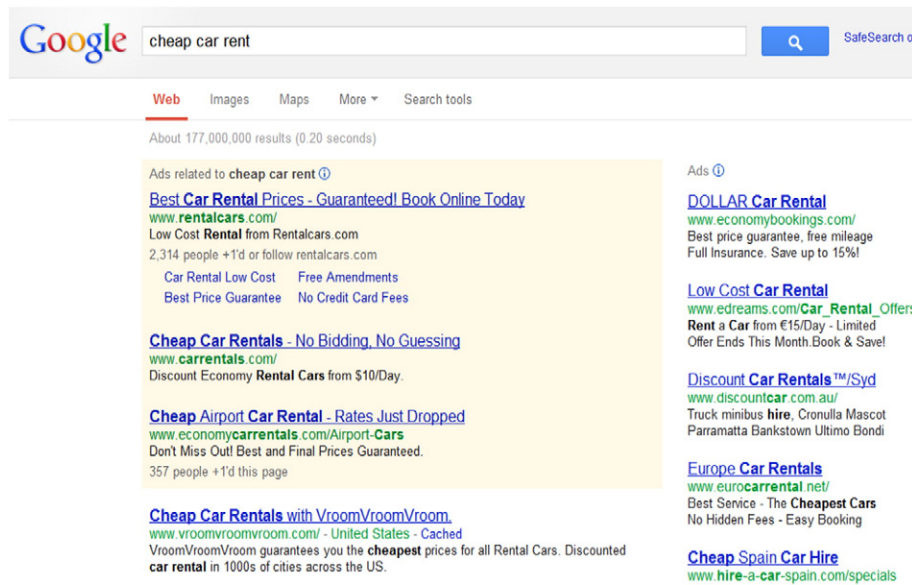 Google
cheap car rent
SafeSearch
Web Images Maps More Search tools
About 177,000,000 results (0.20 seconds)
Ads related to cheap car rent
Best Car Rental Prices - Guaranteed! Book Online Today
www.rentalcars.com/
Low Cost Rental from Rentalcars.com
2,314 people +1'd or follow rentalcars.com
Car Rental Low Cost Free Amendments
Best Price Guarantee No Credit Card Fees
Cheap Car Rentals - No Bidding, No Guessing
www.carrentals.com/
Discount Economy Rental Cars from $10/Day.
Cheap Airport Car Rental - Rates Just Dropped
www.economycarrentals.com/Airport-Cars
Don't Miss Out! Best and Final Prices Guaranteed.
357 people +1'd this page
Cheap Car Rentals with VroomVroomVroom.
www.vroomvroomvroom.com/ - United States - Cached
VroomVroomVroom guarantees you the cheapest prices for all Rental Cars. Discounted
car rental in 1000s of cities across the US.
Ads
DOLLAR Car Rental
www.economybookings.com/
Best price guarantee, free mileage
Full Insurance. Save up to 15%!
Low Cost Car Rental
www.edreams.com/Car_Rental_Offers
Rent a Car from €15/Day - Limited
Offer Ends This Month.Book & Save!
Discount Car Rentals™/Syd
www.discountcar.com.au/
Truck minibus hire, Cronulla Mascot
Parramatta Bankstown Ultimo Bondi
Europe Car Rentals
www.eurocarrental.net/
Best Service - The Cheapest Cars
No Hidden Fees - Easy Booking
Cheap Spain Car Hire
www.hire-a-car-spain.com/specials